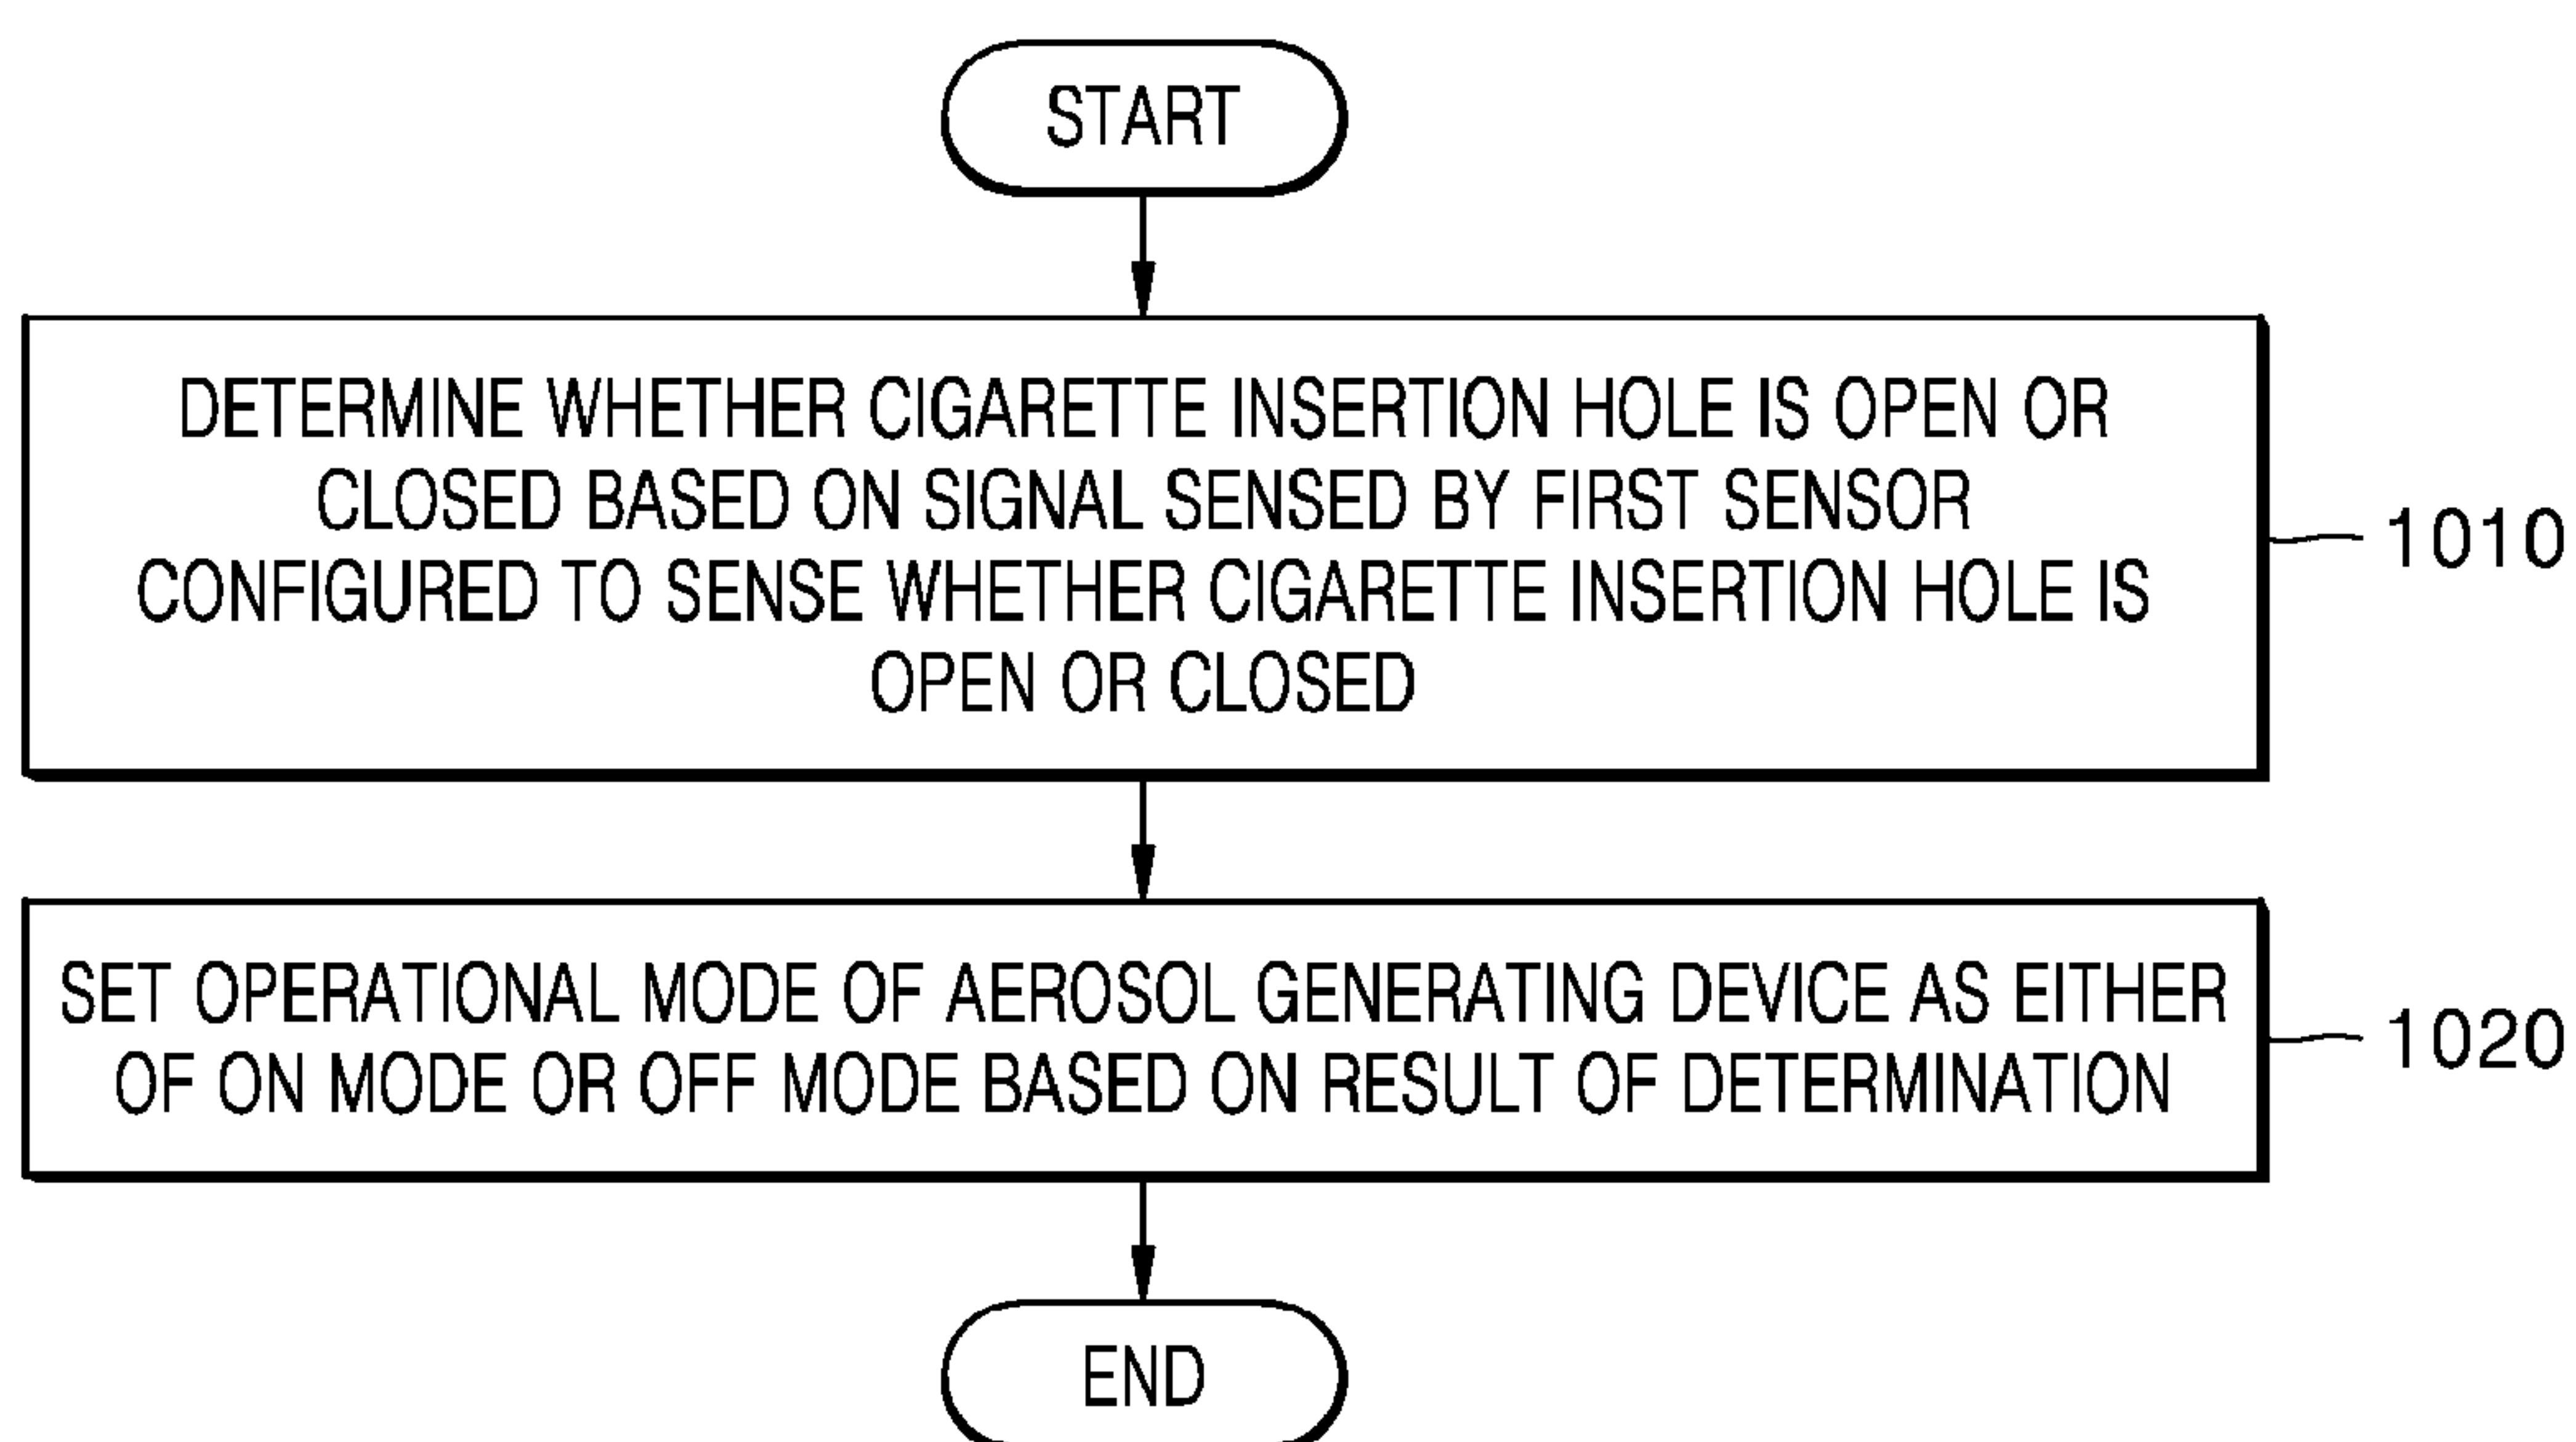 START
DETERMINE WHETHER CIGARETTE INSERTION HOLE IS OPEN OR
CLOSED BASED ON SIGNAL SENSED BY FIRST SENSOR
CONFIGURED TO SENSE WHETHER CIGARETTE INSERTION HOLE IS
OPEN OR CLOSED
1010
SET OPERATIONAL MODE OF AEROSOL GENERATING DEVICE AS EITHER
OF ON MODE OR OFF MODE BASED ON RESULT OF DETERMINATION
1020
END